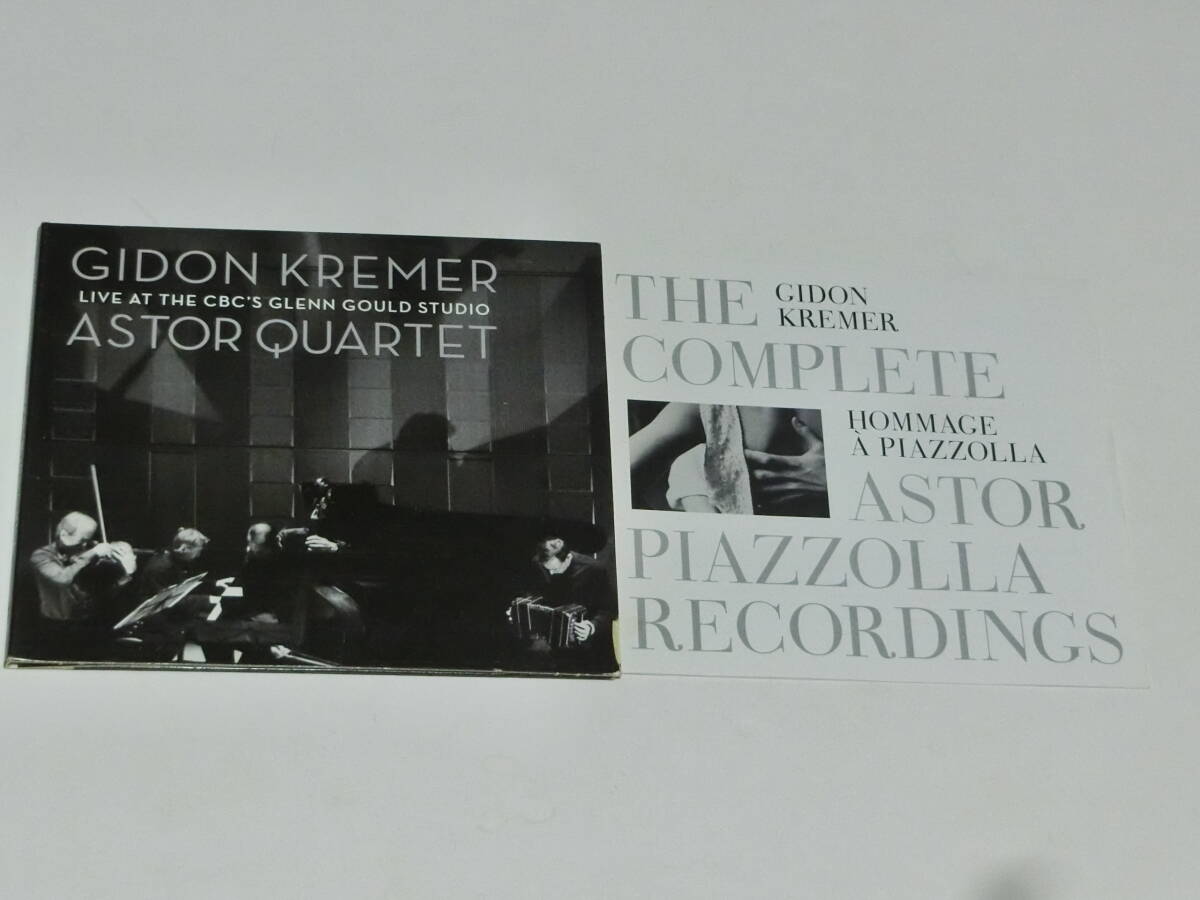 GIDON KREMER
LIVE AT THE CBC'S GLENN GOULD STUDIO
ASTOR QUARTET
THE
GIDON
KREMER
COMPLETE
HOMMAGE
À PIAZZOLLA
ASTOR
PIAZZOLLA
RECORDINGS